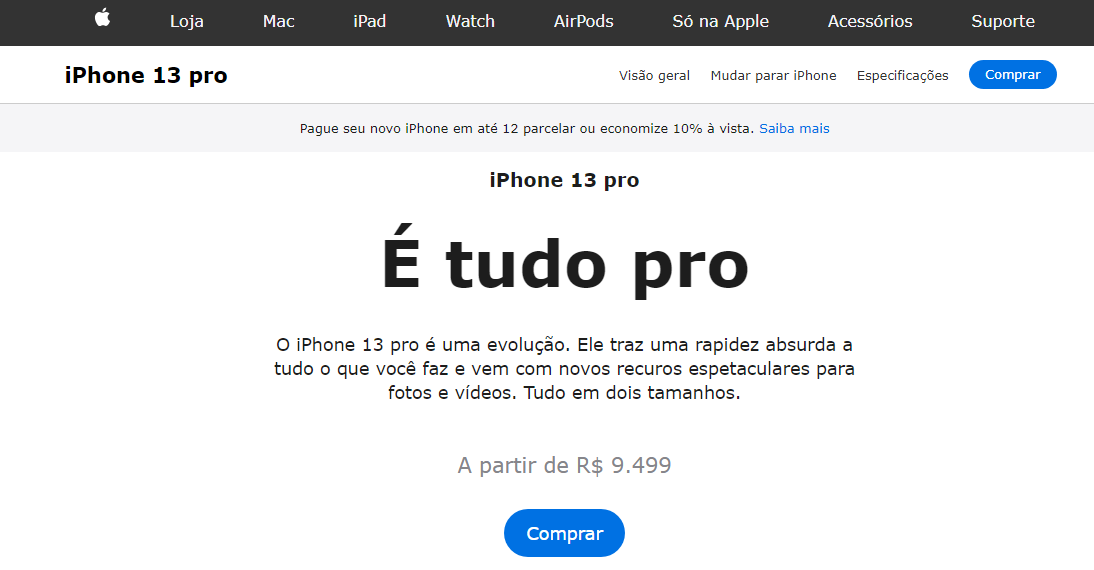 Loja Mac iPad Watch AirPods Só na Apple Acessórios Suporte
iPhone 13 pro Visão geral Mudar parar iPhone Especificações Comprar
Pague seu novo iPhone em até 12 parcelar ou economize 10% à vista. Saiba mais
iPhone 13 pro
É tudo pro
O iPhone 13 pro é uma evolução. Ele traz uma rapidez absurda a
tudo o que você faz e vem com novos recuros espetaculares para
fotos e vídeos. Tudo em dois tamanhos.
A partir de R$ 9.499
Comprar